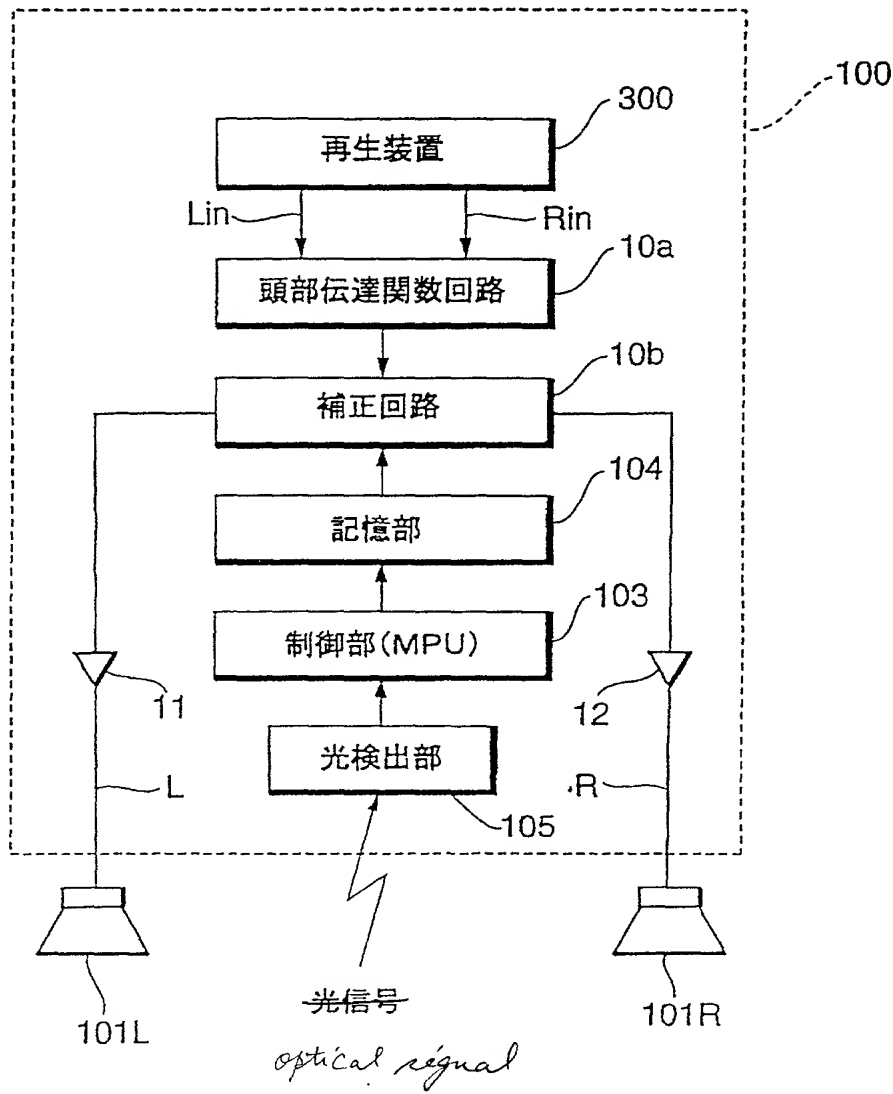 100
300
再生装置
Lin
Rin
10a
頭部伝達関数回路
10b
補正回路
104
記憶部
103
制御部(MPU)
11
12
光検出部
L
R
105
101L
101R
光信号
optical signal